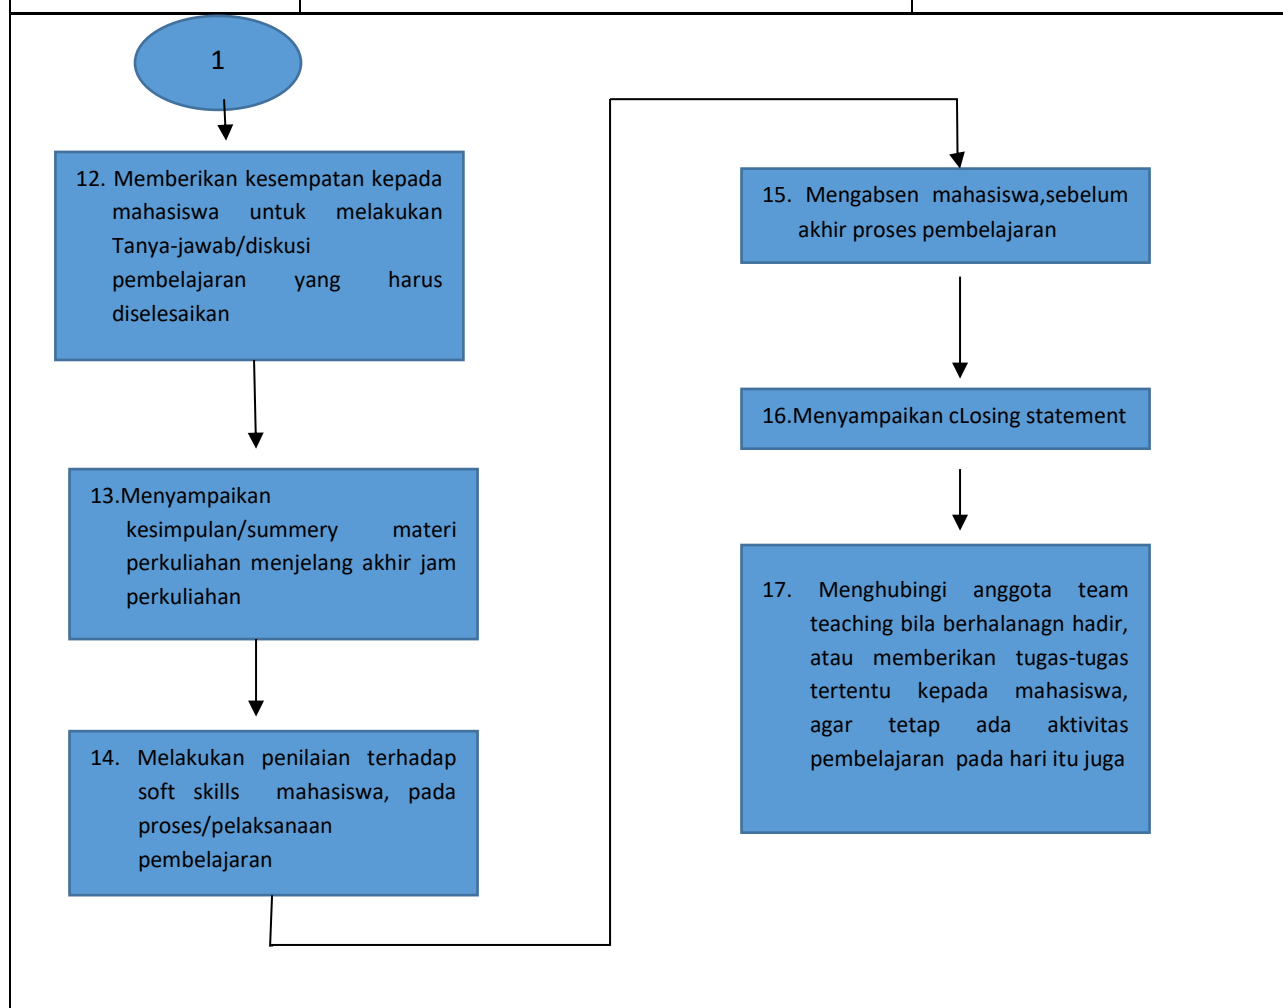 1
12. Memberikan kesempatan kepada
mahasiswa untuk melakukan
Tanya-jawab/diskusi
pembelajaran yang harus
diselesaikan
13.Menyampaikan
kesimpulan/summery materi
perkuliahan menjelang akhir jam
perkuliahan
14. Melakukan penilaian terhadap
soft skills mahasiswa, pada
proses/pelaksanaan
pembelajaran
15. Mengabsen mahasiswa,sebelum
akhir proses pembelajaran
16.Menyampaikan cLosing statement
17. Menghubingi anggota team
teaching bila berhalanagn hadir,
atau memberikan tugas-tugas
tertentu kepada mahasiswa,
agar tetap ada aktivitas
pembelajaran pada hari itu juga